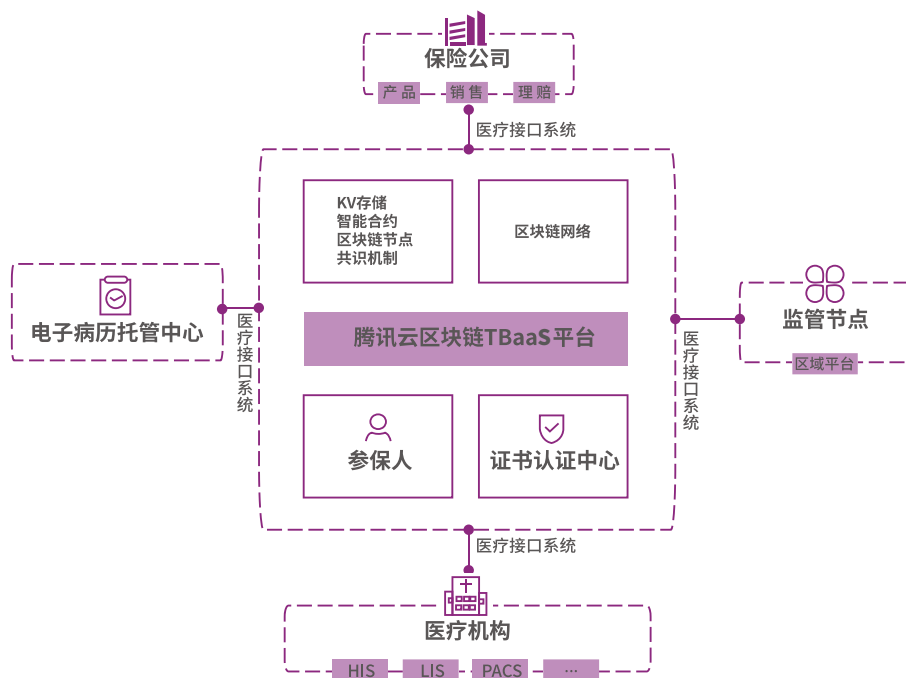 保险公司
产品
销售
理赔
医疗接口系统
KV存储
智能合约
区块链节点
共识机制
区块链网络
电子病历托管中心
医疗接口系统
腾讯云区块链TBaaS平台
医疗接口系统
监管节点
区域平台
参保人
证书认证中心
医疗接口系统
医疗机构
HIS
LIS
PACS
...